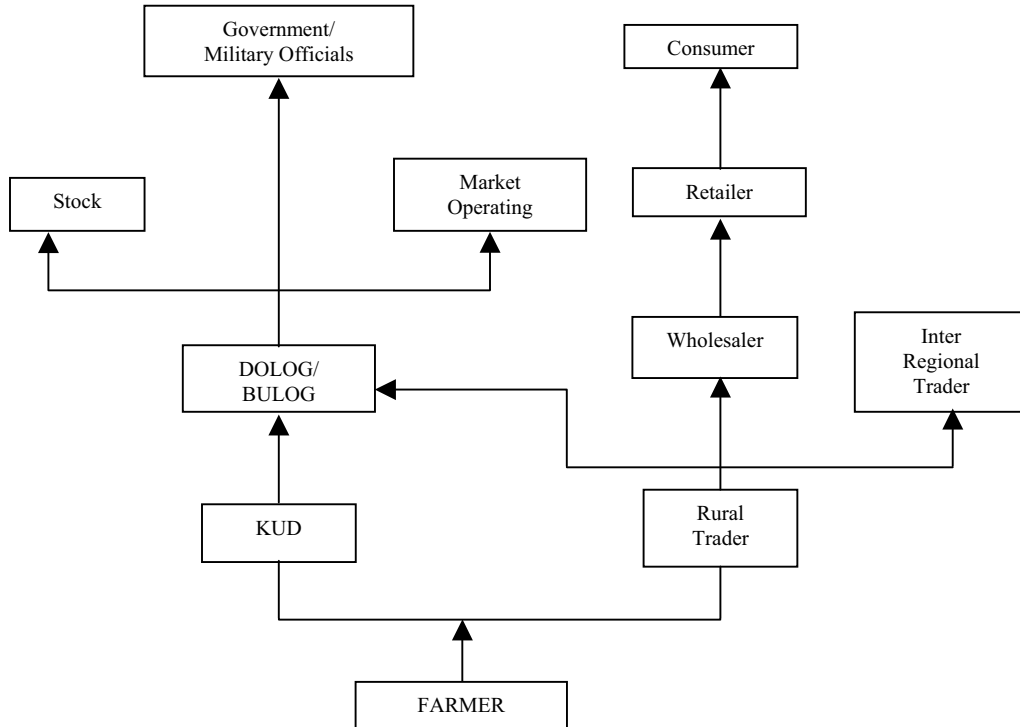 Government/
Military Officials
Consumer
Stock
Market
Operating
Retailer
DOLOG/
BULOG
Wholesaler
Inter
Regional
Trader
KUD
Rural
Trader
FARMER